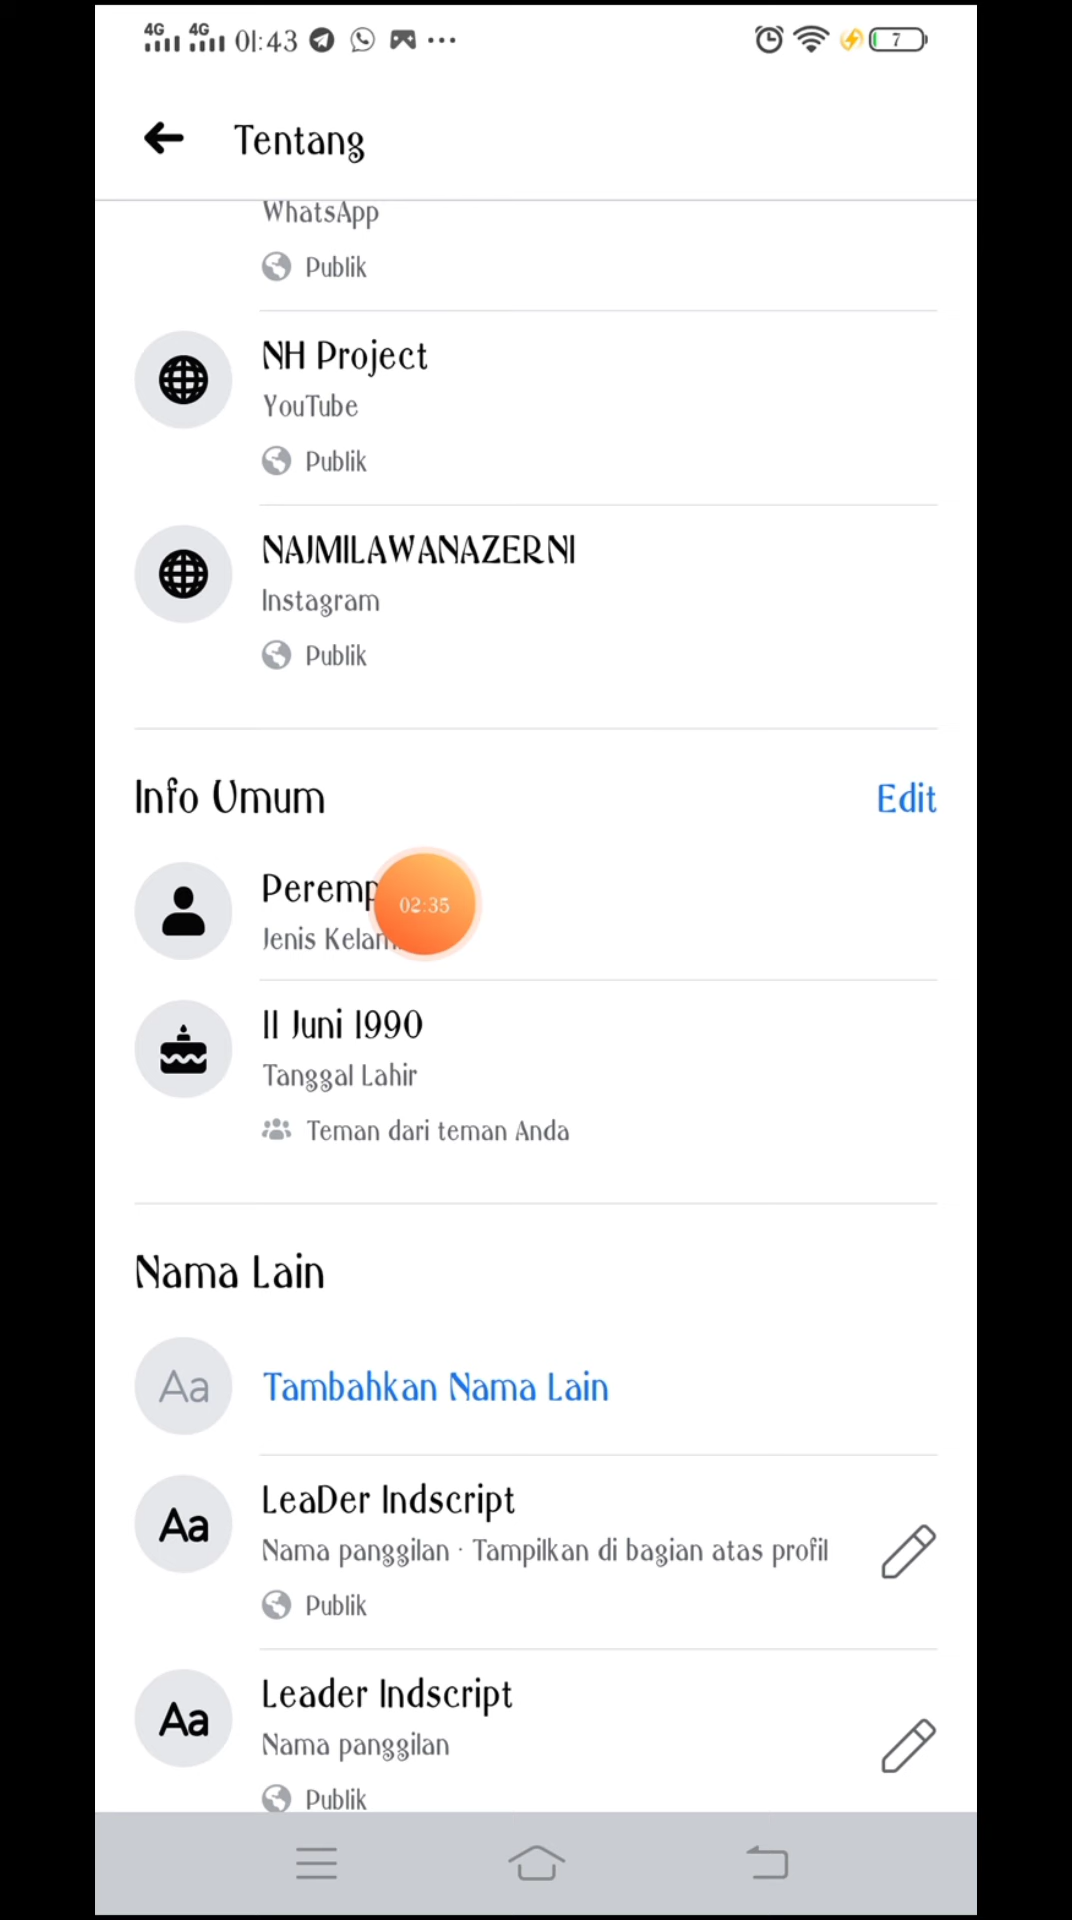 4G 4G 01:43 ... 7
Tentang
WhatsApp
Publik
NH Project
YouTube
Publik
NAJMILAWANAZERNI
Instagram
Publik
Info Umum Edit
Peremp
02:35
Jenis Kelam
11 Juni 1990
Tanggal Lahir
Teman dari teman Anda
Nama Lain
Aa Tambahkan Nama Lain
Aa LeaDer Indscript
Nama panggilan · Tampilkan di bagian atas profil
Publik
Aa Leader Indscript
Nama panggilan
Publik